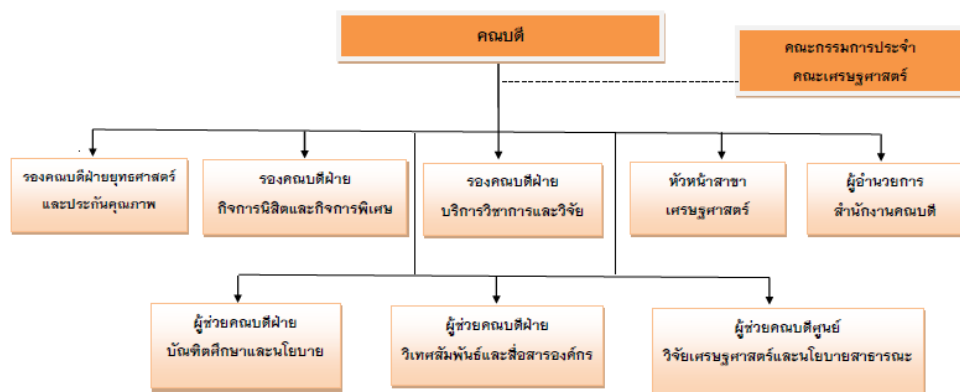 คณบดี
คณะกรรมการประจำ
คณะเศรษฐศาสตร์
รองคณบดีฝ่ายยุทธศาสตร์
และประกันคุณภาพ
รองคณบดีฝ่าย
กิจการนิสิตและกิจการพิเศษ
รองคณบดีฝ่าย
บริการวิชาการและวิจัย
หัวหน้าสาขา
เศรษฐศาสตร์
ผู้อำนวยการ
สำนักงานคณบดี
ผู้ช่วยคณบดีฝ่าย
บัณฑิตศึกษาและนโยบาย
ผู้ช่วยคณบดีฝ่าย
วิเทศสัมพันธ์และสื่อสารองค์กร
ผู้ช่วยคณบดีศูนย์
วิจัยเศรษฐศาสตร์และนโยบายสาธารณะ